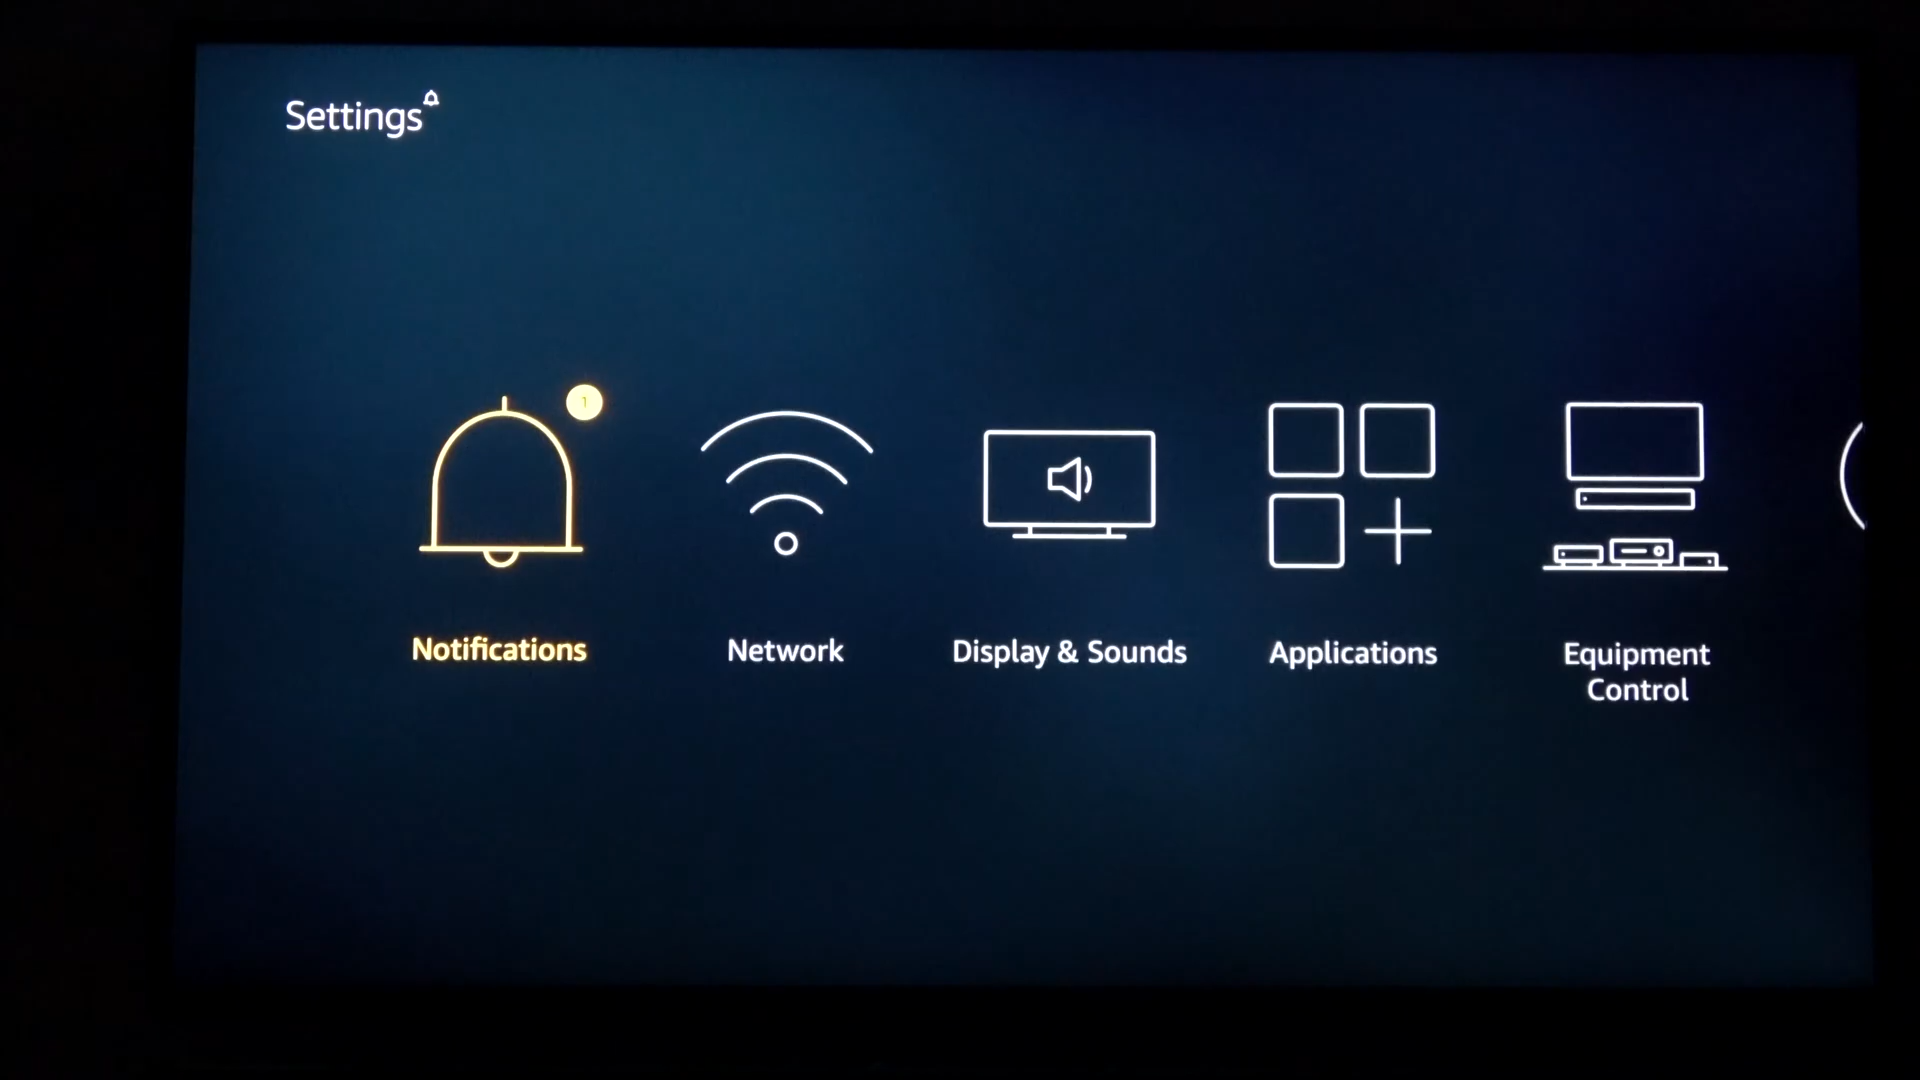 Settings
1
Notifications
Network
Display & Sounds
Applications
Equipment
Control